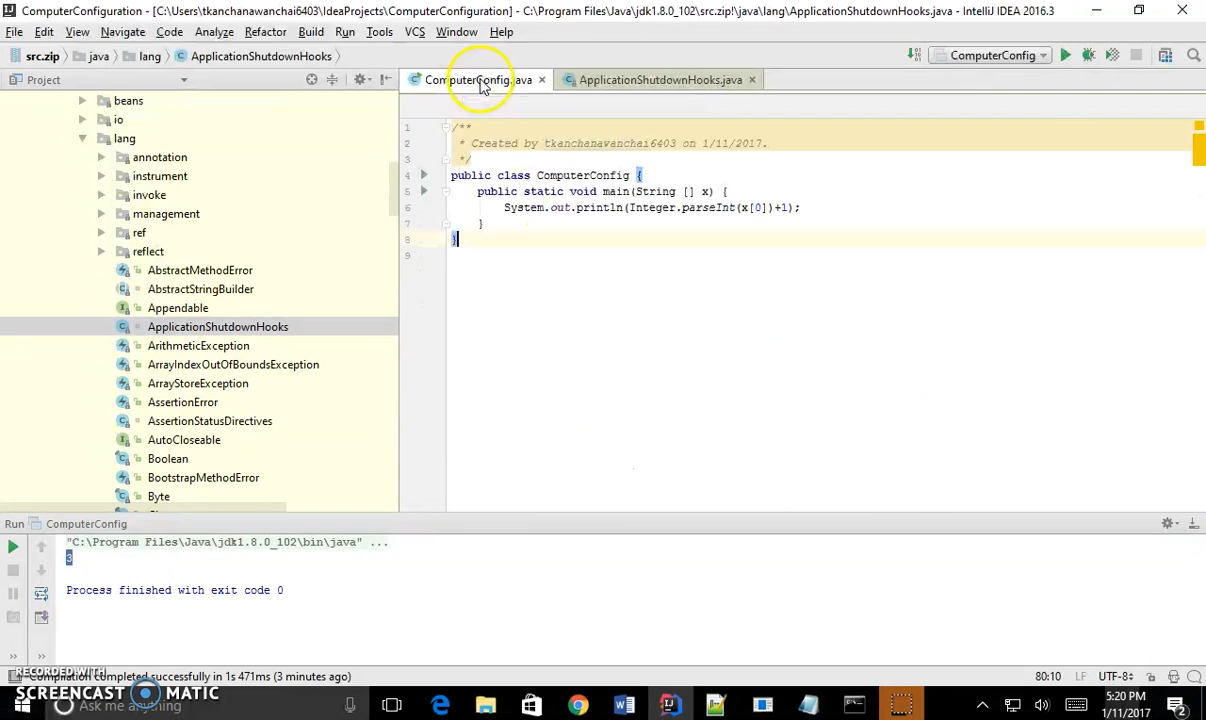 ComputerConfiguration - [C:\Users\tkanchanawanchai6403\IdeaProjects\ComputerConfiguration] - C:\Program Files\Java\jdk1.8.0_102\src.zip!\java\lang\ApplicationShutdownHooks.java - IntelliJ IDEA 2016.3
File Edit View Navigate Code Analyze Refactor Build Run Tools VCS Window Help
src.zip java lang ApplicationShutdownHooks ComputerConfig
Project ComputerConfig.java ApplicationShutdownHooks.java
beans
io
lang
annotation
instrument
invoke
management
ref
reflect
AbstractMethodError
AbstractStringBuilder
Appendable
ApplicationShutdownHooks
ArithmeticException
ArrayIndexOutOfBoundsException
ArrayStoreException
AssertionError
AssertionStatusDirectives
AutoCloseable
Boolean
BootstrapMethodError
Byte
1 /**
2 * Created by tkanchanavanchai6403 on 1/11/2017.
3 */
4 public class ComputerConfig {
5 public static void main(String [] x) {
6 System.out.println(Integer.parseInt(x[0])+1);
7 }
8 }
9
Run ComputerConfig
"C:\Program Files\Java\jdk1.8.0_102\bin\java" ...
3
Process finished with exit code 0
Compilation completed successfully in 1s 471ms (3 minutes ago) 80:10 LF UTF-8
RECORDED WITH
SCREENCAST MATIC
Ask me anything
5:20 PM
1/11/2017
2